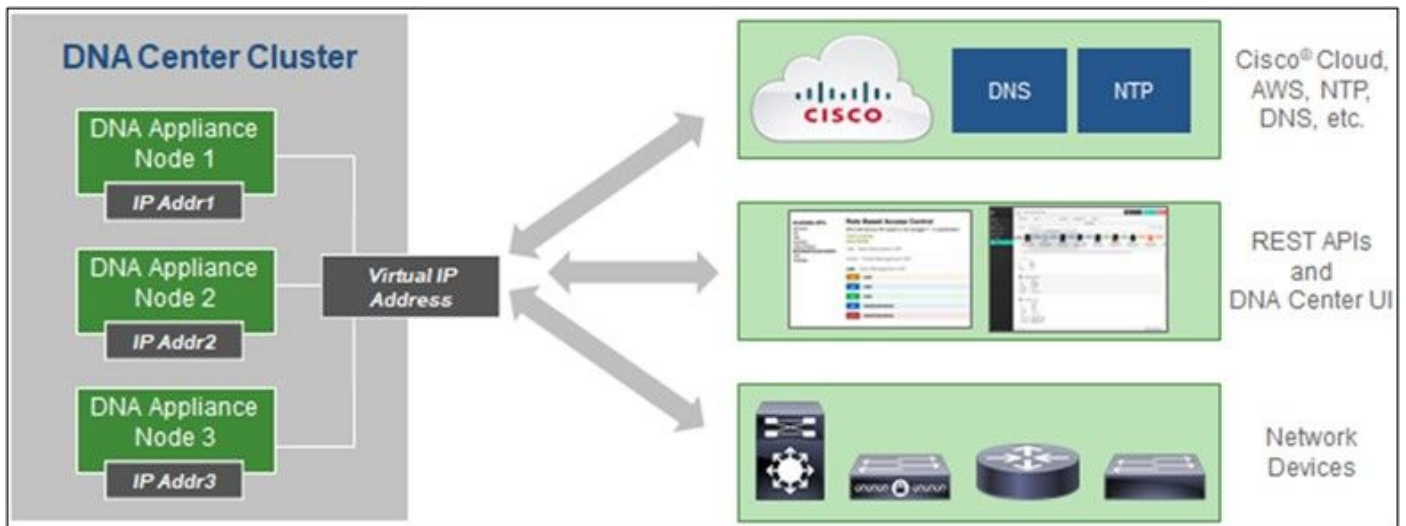 DNA Center Cluster
DNA Appliance
Node 1
IP Addr1
DNA Appliance
Node 2
IP Addr2
DNA Appliance
Node 3
IP Addr3
Virtual IP
Address
CISCO
DNS
NTP
Cisco® Cloud,
AWS, NTP,
DNS, etc.
Role Based Access Control
REST APIs
and
DNA Center UI
Network
Devices